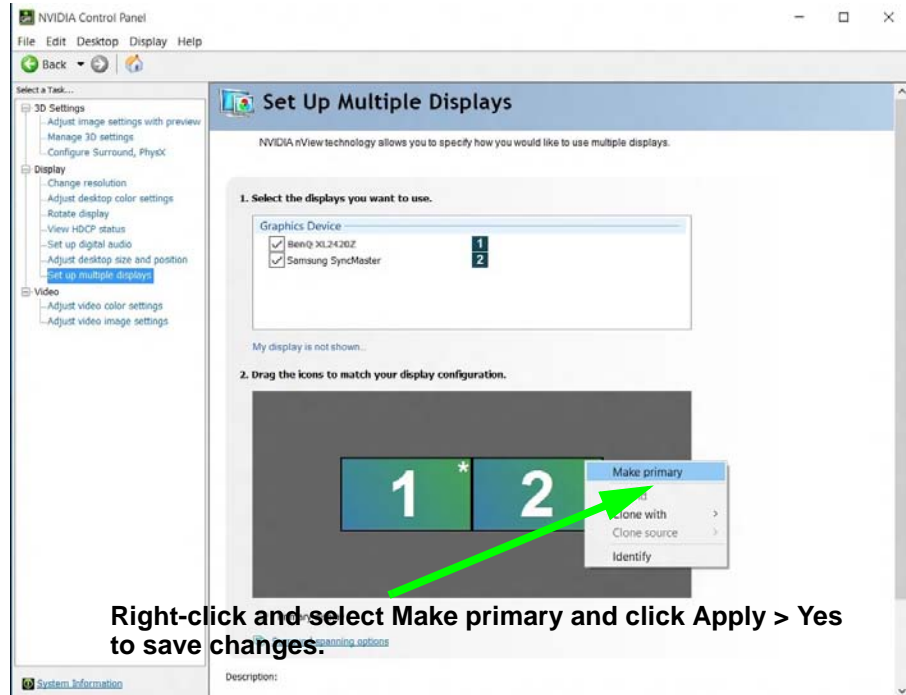 NVIDIA Control Panel
File Edit Desktop Display Help
Back
Select a Task...
3D Settings
Adjust image settings with preview
Manage 3D settings
Configure Surround, PhysX
Display
Change resolution
Adjust desktop color settings
Rotate display
View HDCP status
Set up digital audio
Adjust desktop size and position
Set up multiple displays
Video
Adjust video color settings
Adjust video image settings
System Information
Set Up Multiple Displays
NVIDIA nView technology allows you to specify how you would like to use multiple displays.
1. Select the displays you want to use.
Graphics Device
BenQ XL2420Z 1
Samsung SyncMaster 2
My display is not shown...
2. Drag the icons to match your display configuration.
1 * 2
Make primary
Clone with >
Clone source >
Identify
Right-click and select Make primary and click Apply > Yes
to save changes.
spanning options
Description: